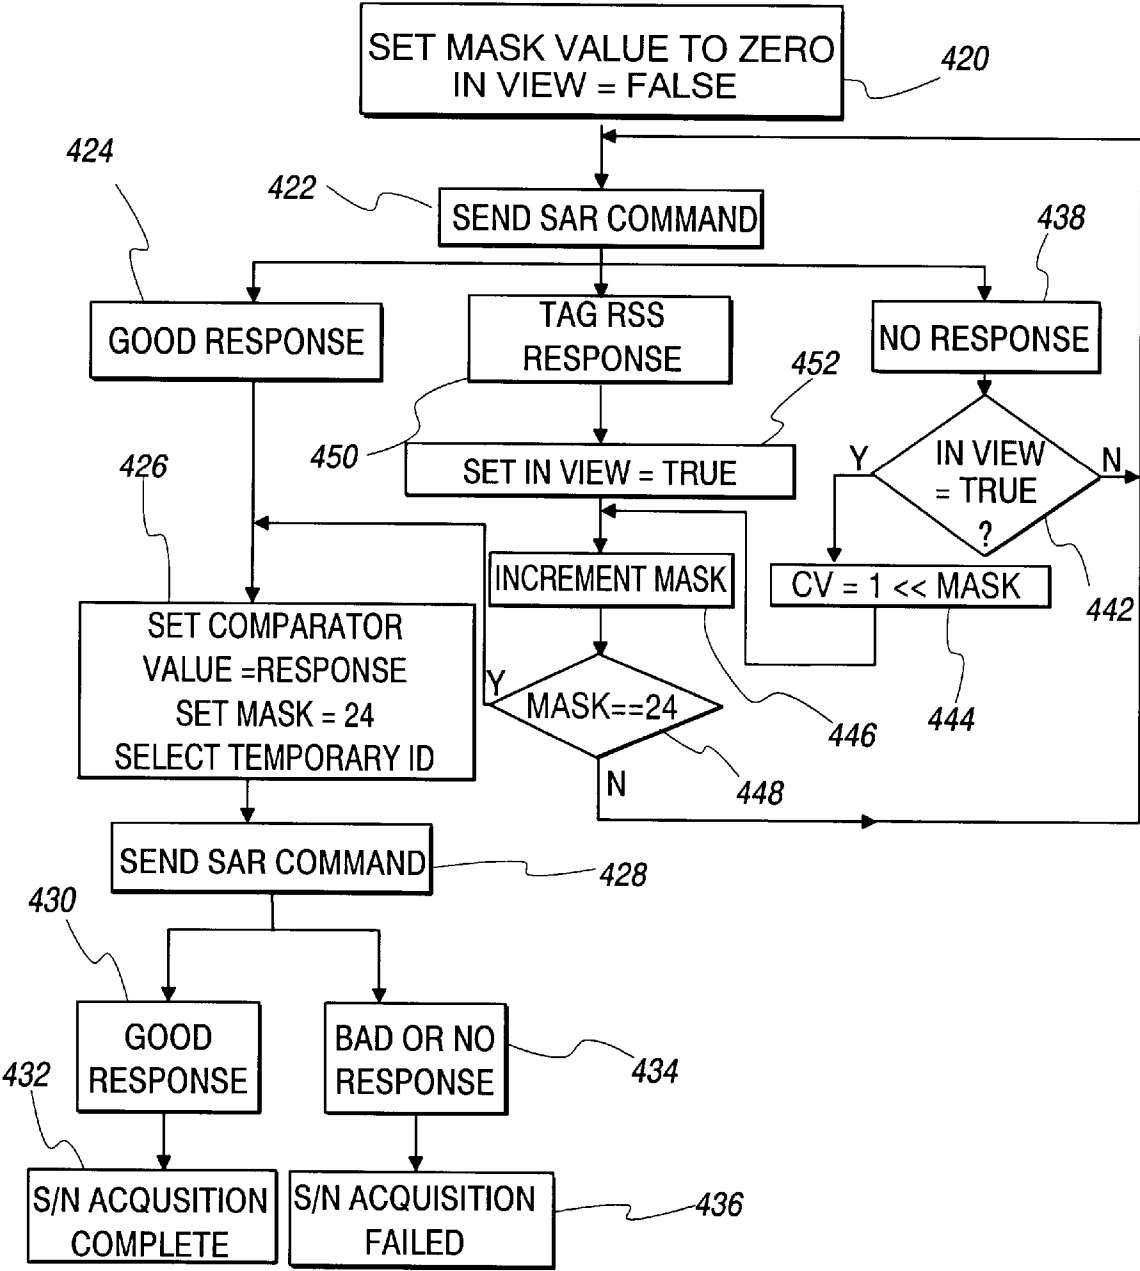 SET MASK VALUE TO ZERO
IN VIEW = FALSE
420
424
422
SEND SAR COMMAND
438
GOOD RESPONSE
TAG RSS
RESPONSE
NO RESPONSE
452
450
426
SET IN VIEW = TRUE
Y
IN VIEW
= TRUE
?
N
INCREMENT MASK
CV = 1 << MASK
442
SET COMPARATOR
VALUE =RESPONSE
SET MASK = 24
SELECT TEMPORARY ID
Y
MASK==24
446
444
448
N
SEND SAR COMMAND
428
430
GOOD
RESPONSE
BAD OR NO
RESPONSE
434
432
S/N ACQUSITION
COMPLETE
S/N ACQUISITION
FAILED
436